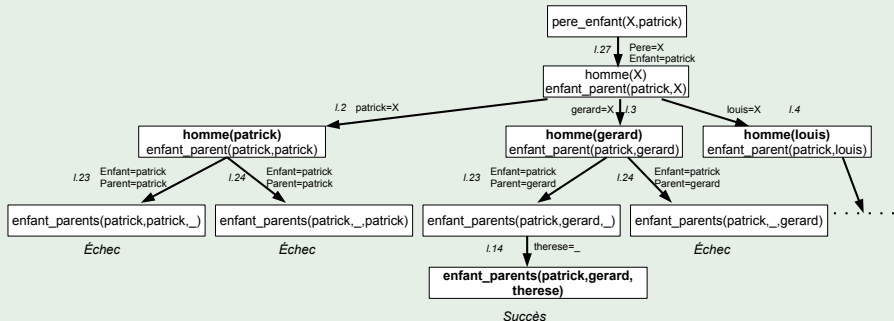 pere_enfant(X,patrick)
l.27
Pere=X
Enfant=patrick
homme(X)
enfant_parent(patrick,X)
l.2 patrick=X
gerard=X l.3
louis=X l.4
homme(patrick)
enfant_parent(patrick,patrick)
homme(gerard)
enfant_parent(patrick,gerard)
homme(louis)
enfant_parent(patrick,louis)
l.23
Enfant=patrick
Parent=patrick
l.24
Enfant=patrick
Parent=patrick
l.23
Enfant=patrick
Parent=gerard
l.24
Enfant=patrick
Parent=gerard
enfant_parents(patrick,patrick,_)
enfant_parents(patrick,_,patrick)
enfant_parents(patrick,gerard,_)
enfant_parents(patrick,_,gerard)
Échec
Échec
Échec
l.14 therese=_
enfant_parents(patrick,gerard,
therese)
Succès